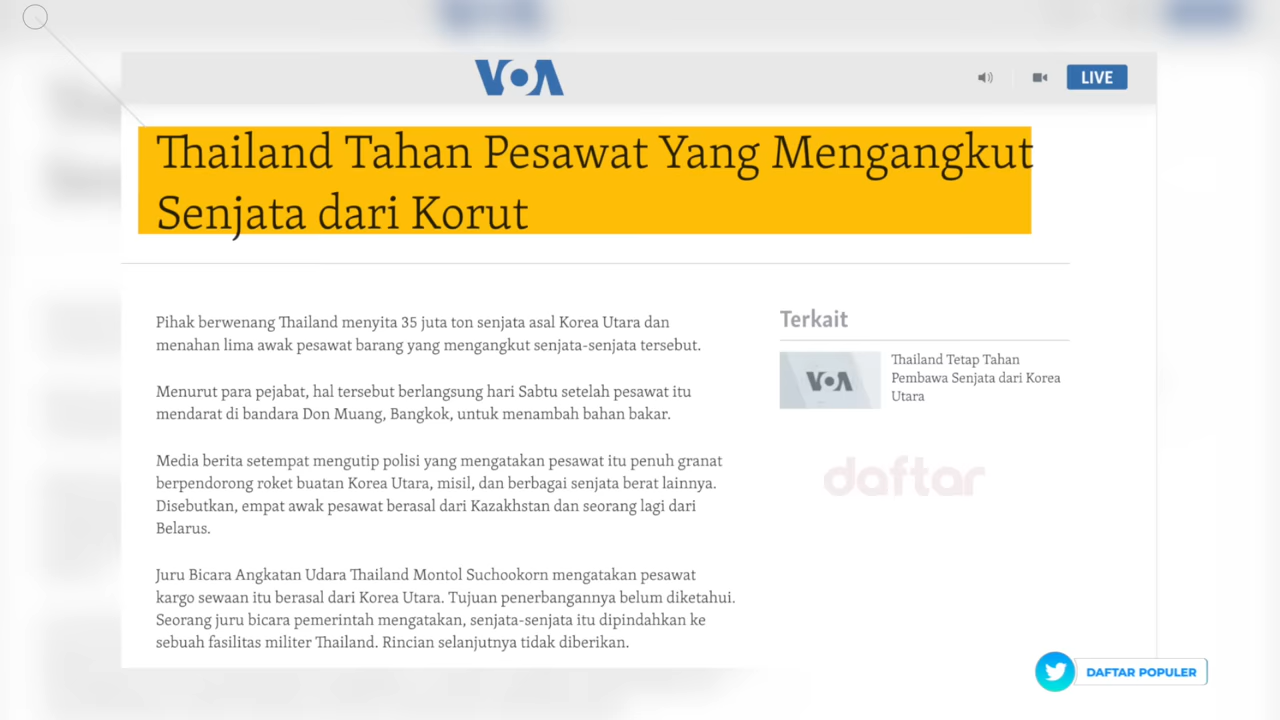 VOA
LIVE
Thailand Tahan Pesawat Yang Mengangkut
Senjata dari Korut
Pihak berwenang Thailand menyita 35 juta ton senjata asal Korea Utara dan
menahan lima awak pesawat barang yang mengangkut senjata-senjata tersebut.
Menurut para pejabat, hal tersebut berlangsung hari Sabtu setelah pesawat itu
mendarat di bandara Don Muang, Bangkok, untuk menambah bahan bakar.
Media berita setempat mengutip polisi yang mengatakan pesawat itu penuh granat
berpendorong roket buatan Korea Utara, misil, dan berbagai senjata berat lainnya.
Disebutkan, empat awak pesawat berasal dari Kazakhstan dan seorang lagi dari
Belarus.
Juru Bicara Angkatan Udara Thailand Montol Suchookorn mengatakan pesawat
kargo sewaan itu berasal dari Korea Utara. Tujuan penerbangannya belum diketahui.
Seorang juru bicara pemerintah mengatakan, senjata-senjata itu dipindahkan ke
sebuah fasilitas militer Thailand. Rincian selanjutnya tidak diberikan.
Terkait
VOA
Thailand Tetap Tahan
Pembawa Senjata dari Korea
Utara
daftar
DAFTAR POPULER